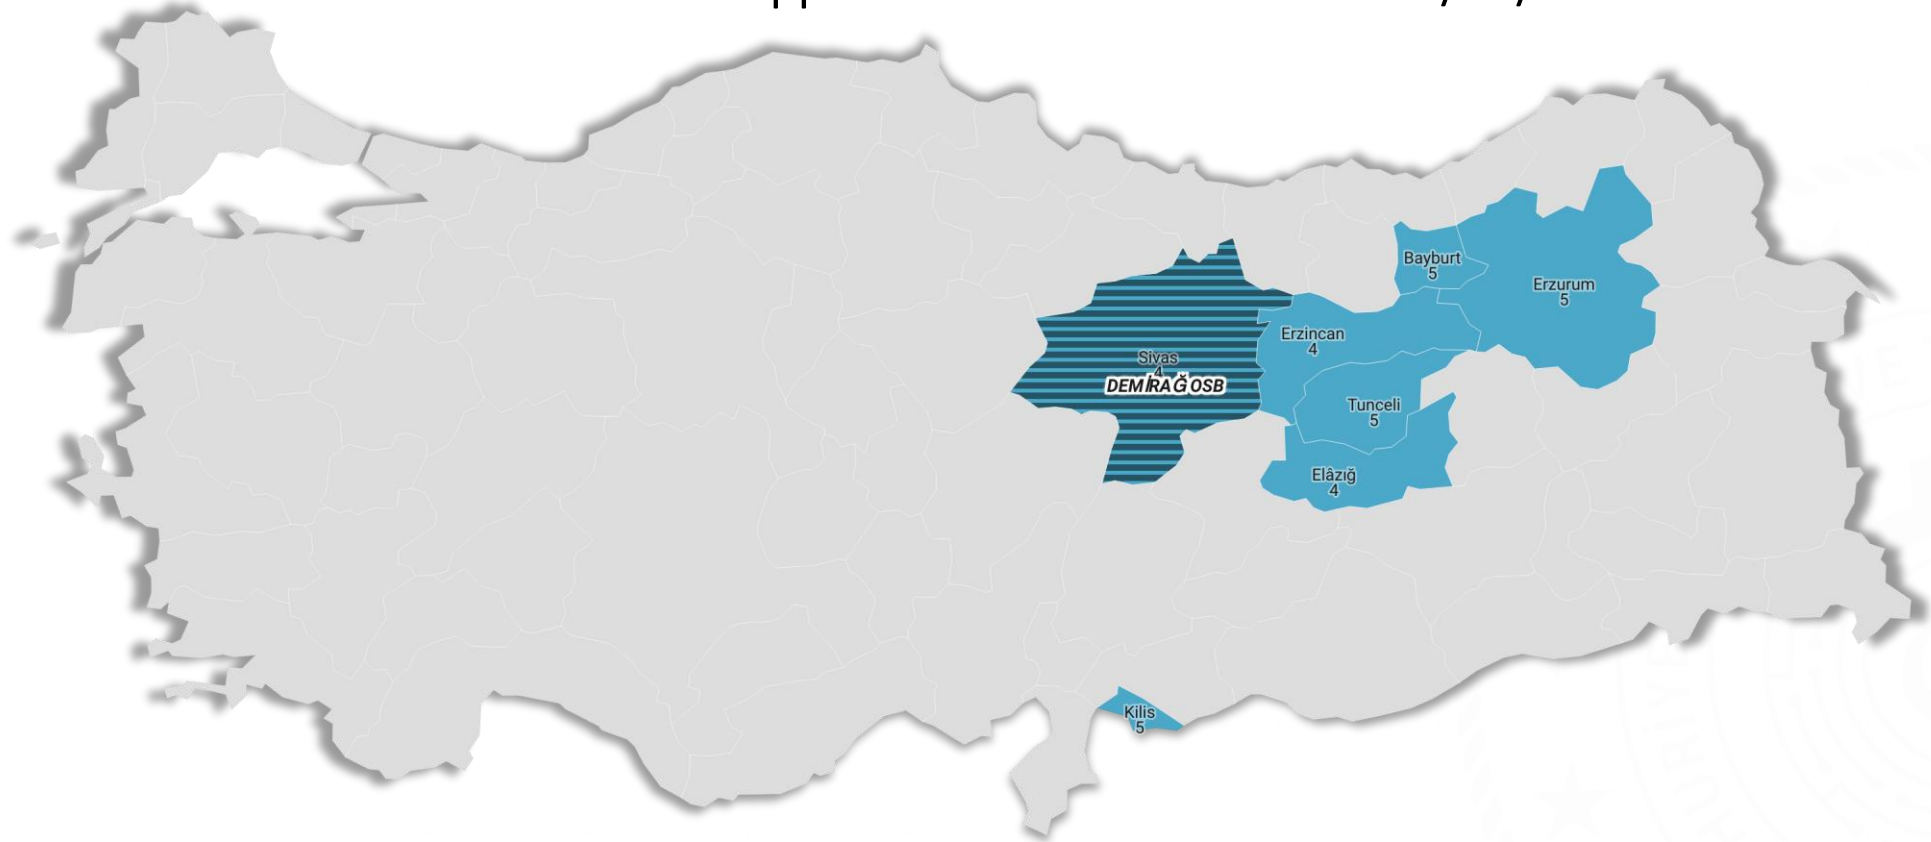 Bayburt
5
Erzurum
5
Erzincan
4
Sivas
4
DEMİRAĞ OSB
Tunceli
5
Elâzığ
4
Kilis
5